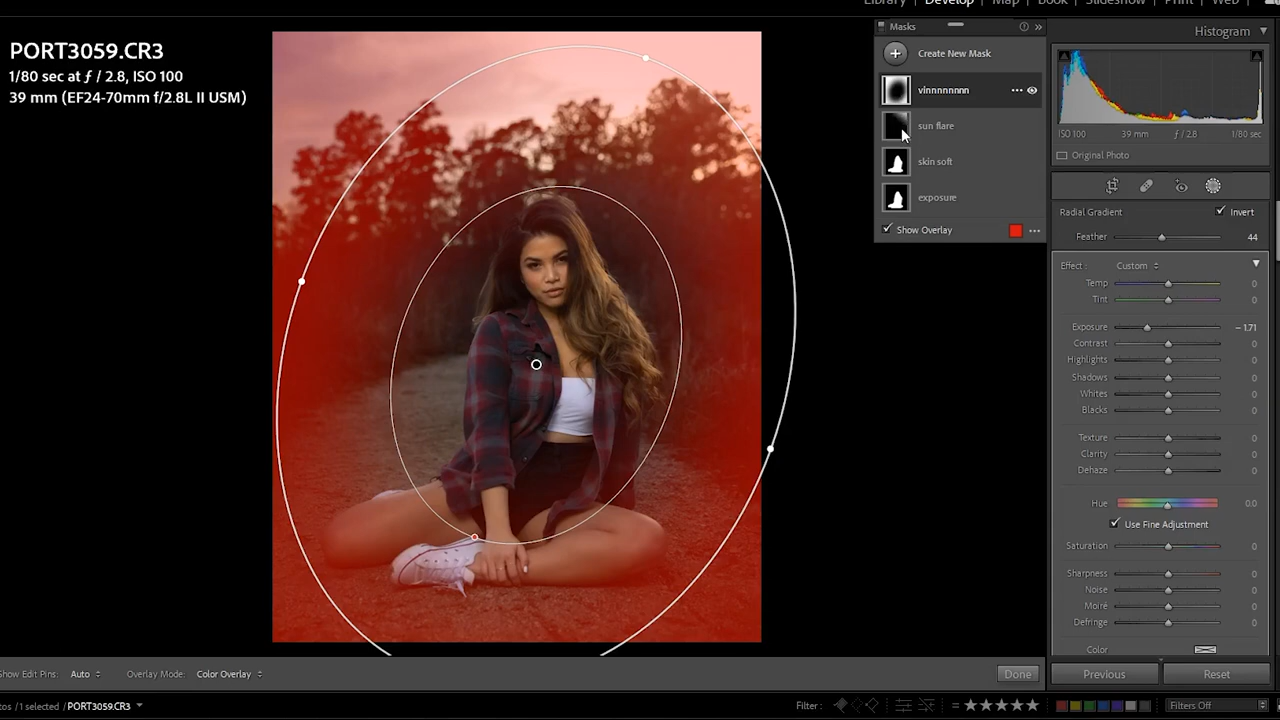 Library Develop Map Book Slideshow Print Web
PORT3059.CR3
1/80 sec at ƒ / 2.8, ISO 100
39 mm (EF24-70mm f/2.8L II USM)
Masks
Create New Mask
vinnnnnnnn
sun flare
skin soft
exposure
Show Overlay
Histogram
ISO 100 39 mm ƒ / 2.8 1/80 sec
Original Photo
Radial Gradient Invert
Feather 44
Effect : Custom
Temp 0
Tint 0
Exposure – 1.71
Contrast 0
Highlights 0
Shadows 0
Whites 0
Blacks 0
Texture 0
Clarity 0
Dehaze 0
Hue 0.0
Use Fine Adjustment
Saturation 0
Sharpness 0
Noise 0
Moiré 0
Defringe 0
Color
Show Edit Pins: Auto Overlay Mode: Color Overlay Done
Previous Reset
/1 selected / PORT3059.CR3
Filter : Filters Off